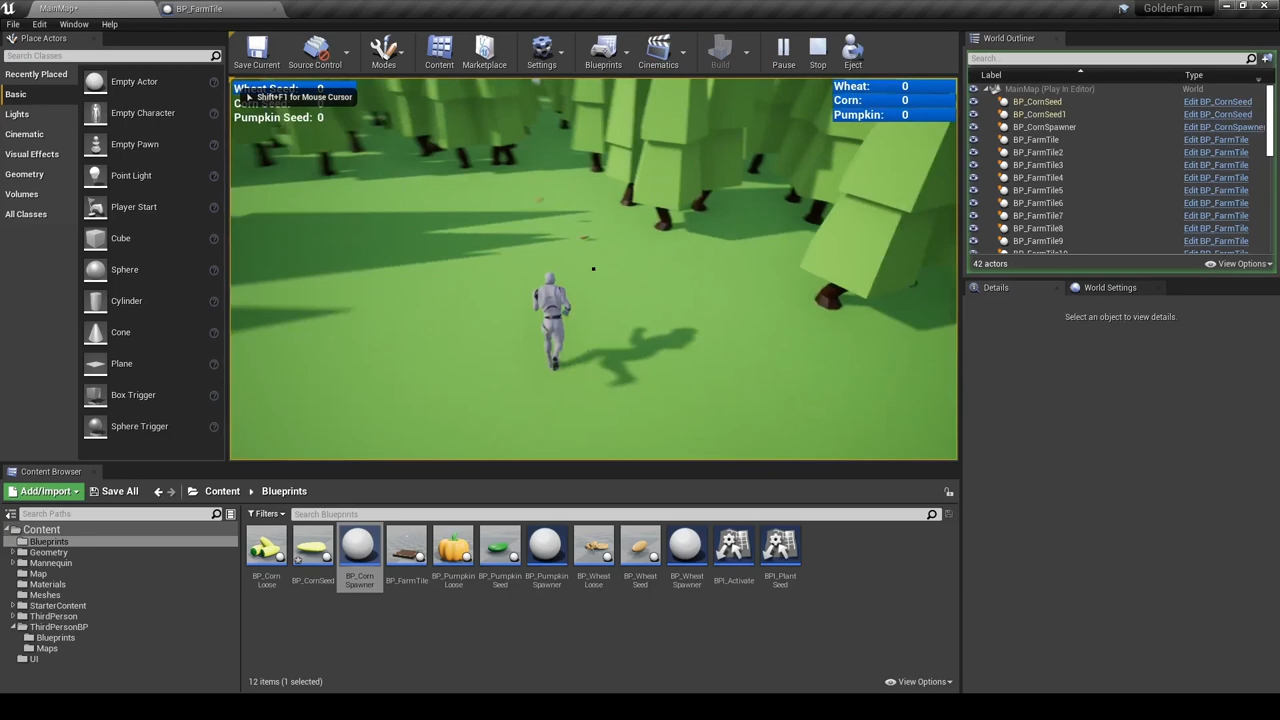 MainMap*
BP_FarmTile
GoldenFarm
File
Edit
Window
Help
Place Actors
Search Classes
Recently Placed
Basic
Lights
Cinematic
Visual Effects
Geometry
Volumes
All Classes
Empty Actor
Empty Character
Empty Pawn
Point Light
Player Start
Cube
Sphere
Cylinder
Cone
Plane
Box Trigger
Sphere Trigger
Save Current
Source Control
Modes
Content
Marketplace
Settings
Blueprints
Cinematics
Build
Pause
Stop
Eject
Wheat Seed: 0
Shift+F1 for Mouse Cursor
Corn Seed: 0
Pumpkin Seed: 0
Wheat: 0
Corn: 0
Pumpkin: 0
World Outliner
Search...
Label Type
MainMap (Play In Editor) World
BP_CornSeed Edit BP_CornSeed
BP_CornSeed1 Edit BP_CornSeed
BP_CornSpawner Edit BP_CornSpawner
BP_FarmTile Edit BP_FarmTile
BP_FarmTile2 Edit BP_FarmTile
BP_FarmTile3 Edit BP_FarmTile
BP_FarmTile4 Edit BP_FarmTile
BP_FarmTile5 Edit BP_FarmTile
BP_FarmTile6 Edit BP_FarmTile
BP_FarmTile7 Edit BP_FarmTile
BP_FarmTile8 Edit BP_FarmTile
BP_FarmTile9 Edit BP_FarmTile
42 actors
View Options
Details
World Settings
Select an object to view details.
Content Browser
Add/Import
Save All
Content
Blueprints
Search Paths
Filters
Search Blueprints
Content
Blueprints
Geometry
Mannequin
Map
Materials
Meshes
StarterContent
ThirdPerson
ThirdPersonBP
Blueprints
Maps
UI
BP_Corn
Loose
BP_CornSeed
BP_Corn
Spawner
BP_FarmTile
BP_Pumpkin
Loose
BP_Pumpkin
Seed
BP_Pumpkin
Spawner
BP_Wheat
Loose
BP_Wheat
Seed
BP_Wheat
Spawner
BPI_Activate
BPI_Plant
Seed
12 items (1 selected)
View Options